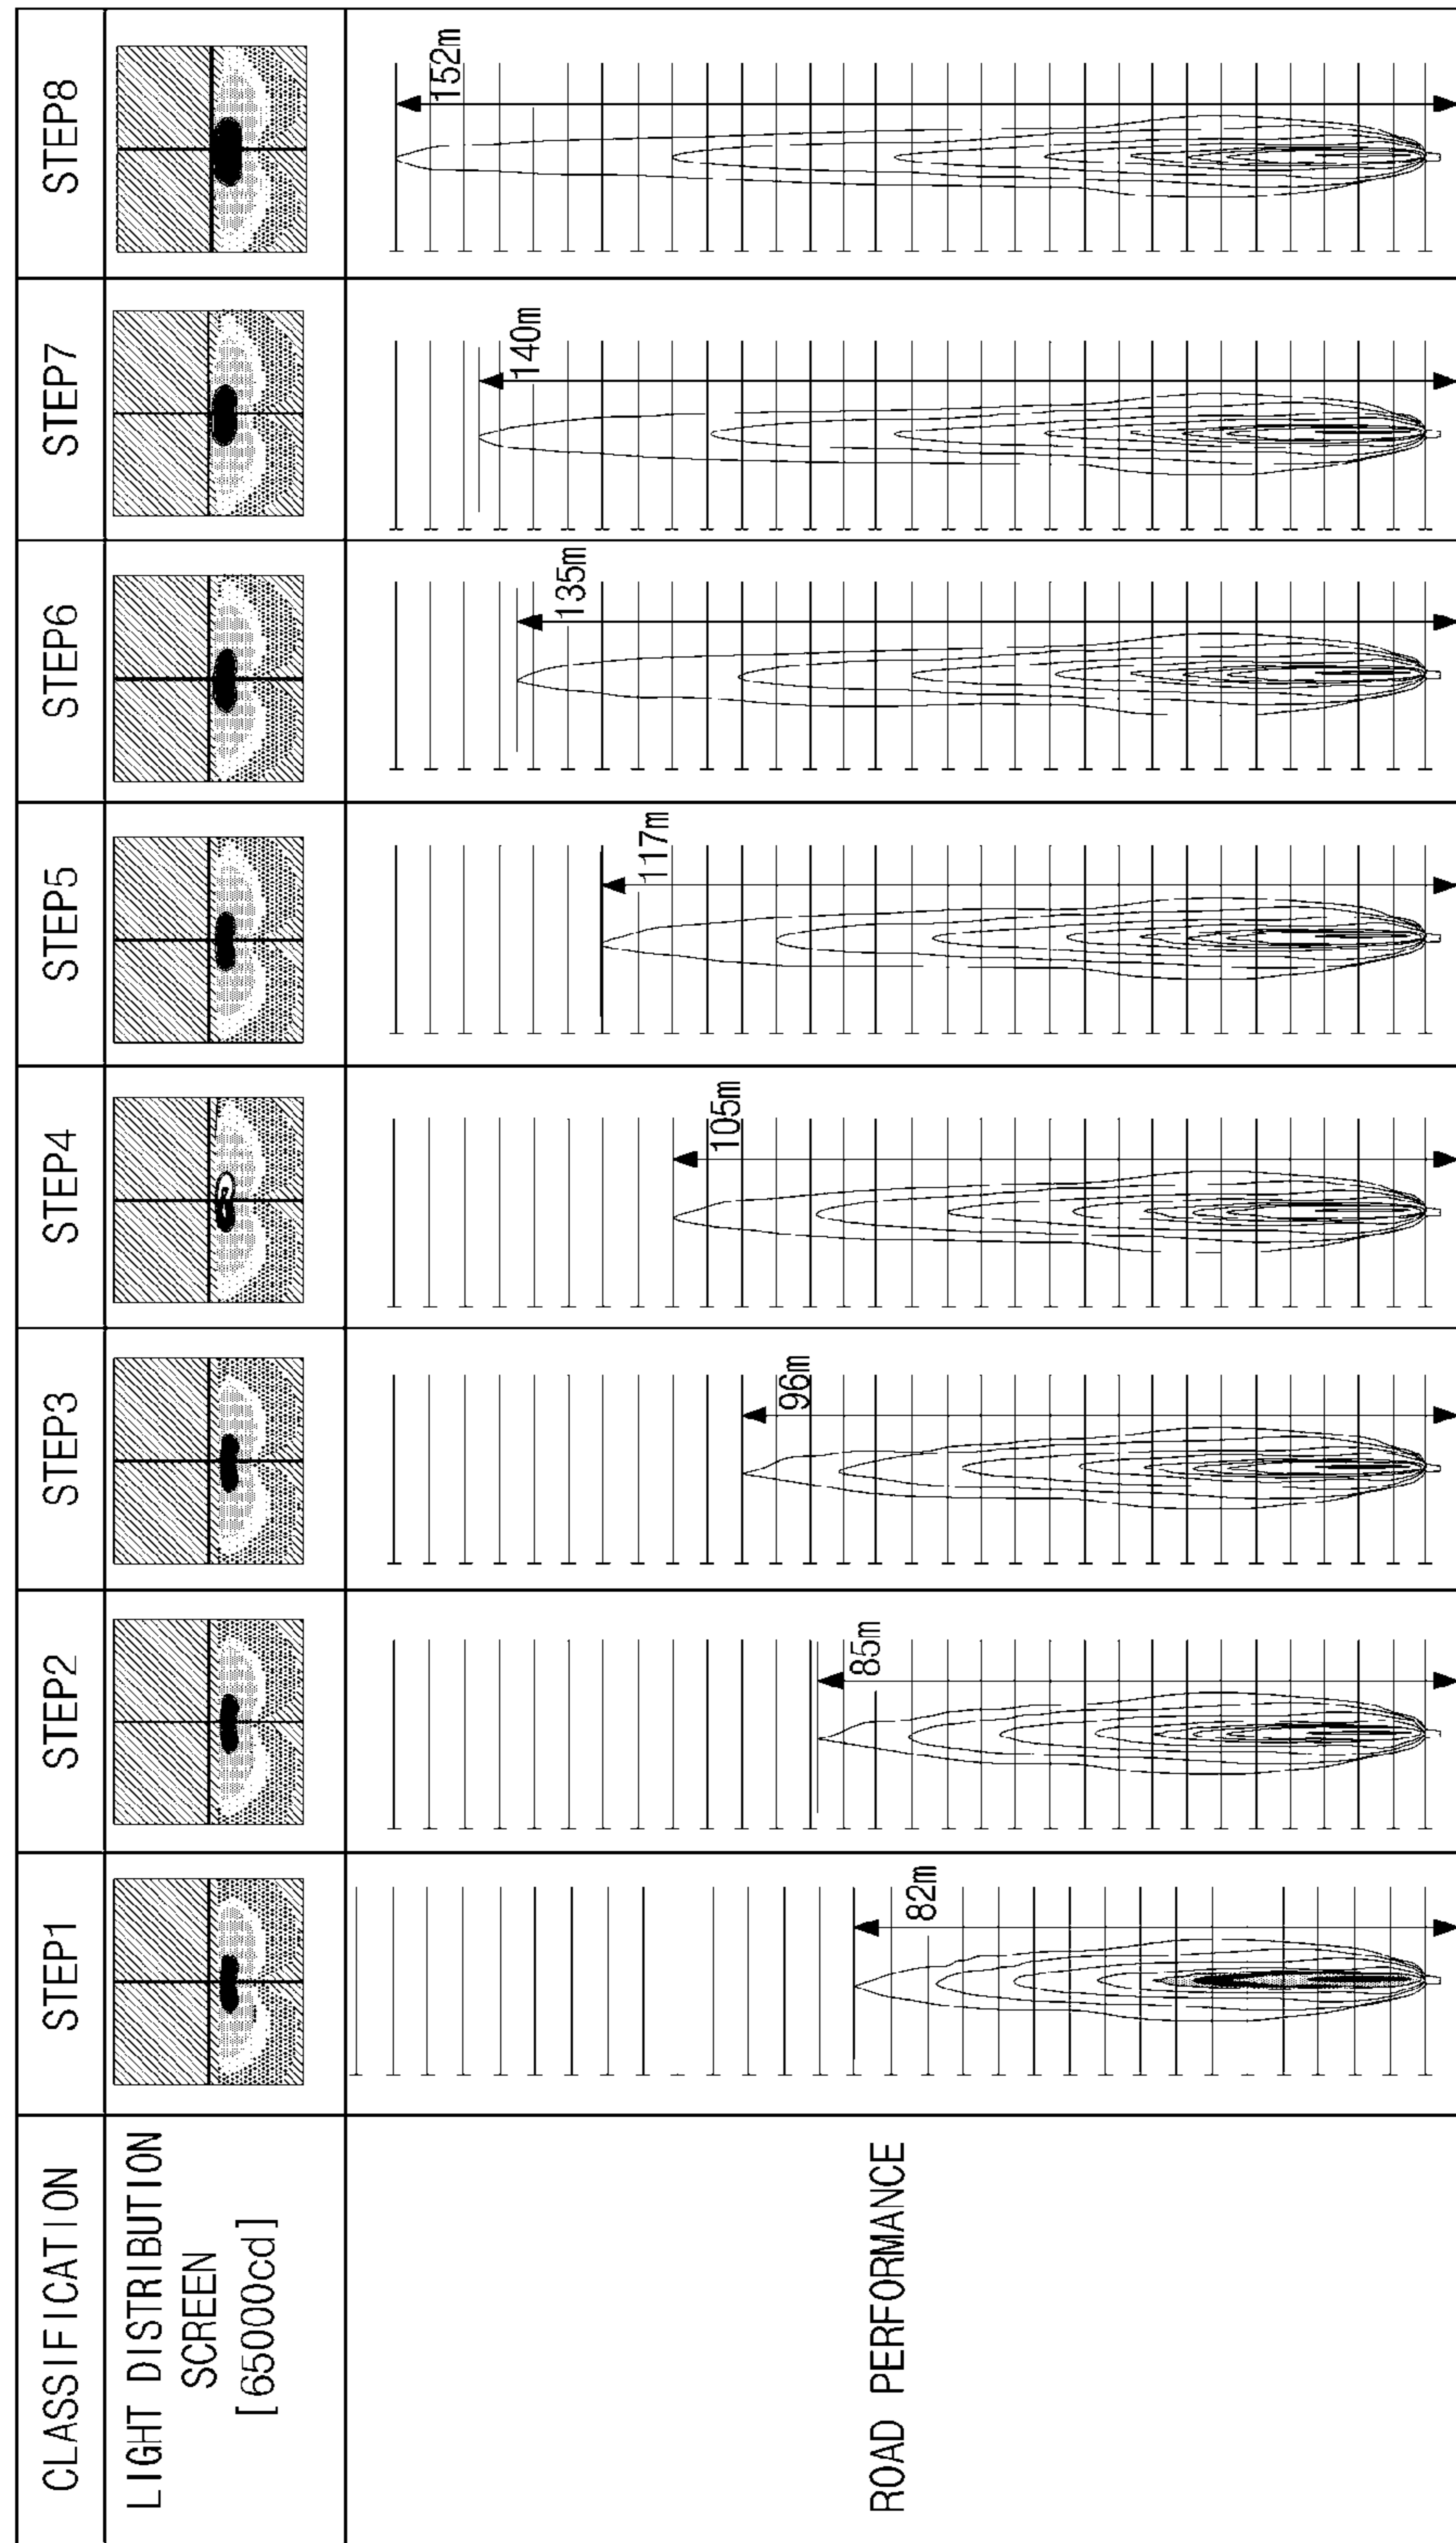 CLASSIFICATION
STEP1
STEP2
STEP3
STEP4
STEP5
STEP6
STEP7
STEP8
LIGHT DISTRIBUTION
SCREEN
[65000cd]
ROAD PERFORMANCE
82m
85m
96m
105m
117m
135m
140m
152m